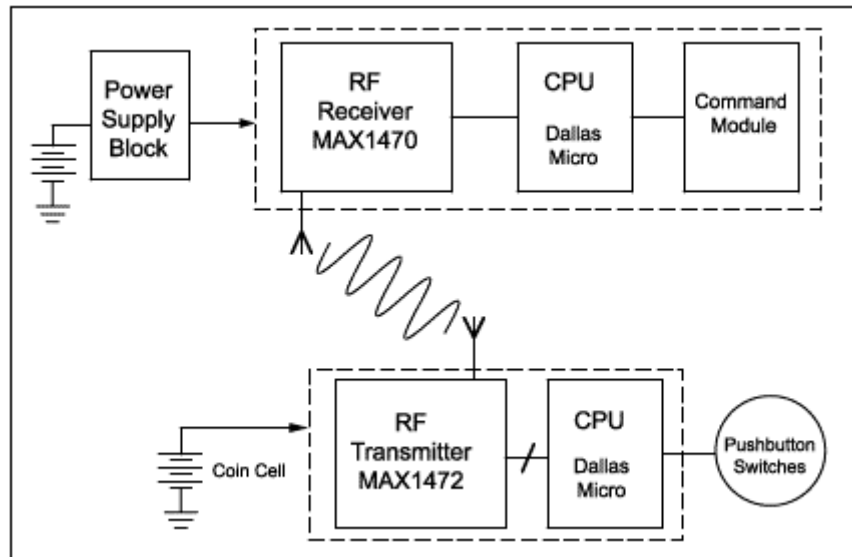 Power
Supply
Block
RF
Receiver
MAX1470
CPU
Dallas
Micro
Command
Module
RF
Transmitter
MAX1472
CPU
Dallas
Micro
Pushbutton
Switches
Coin Cell